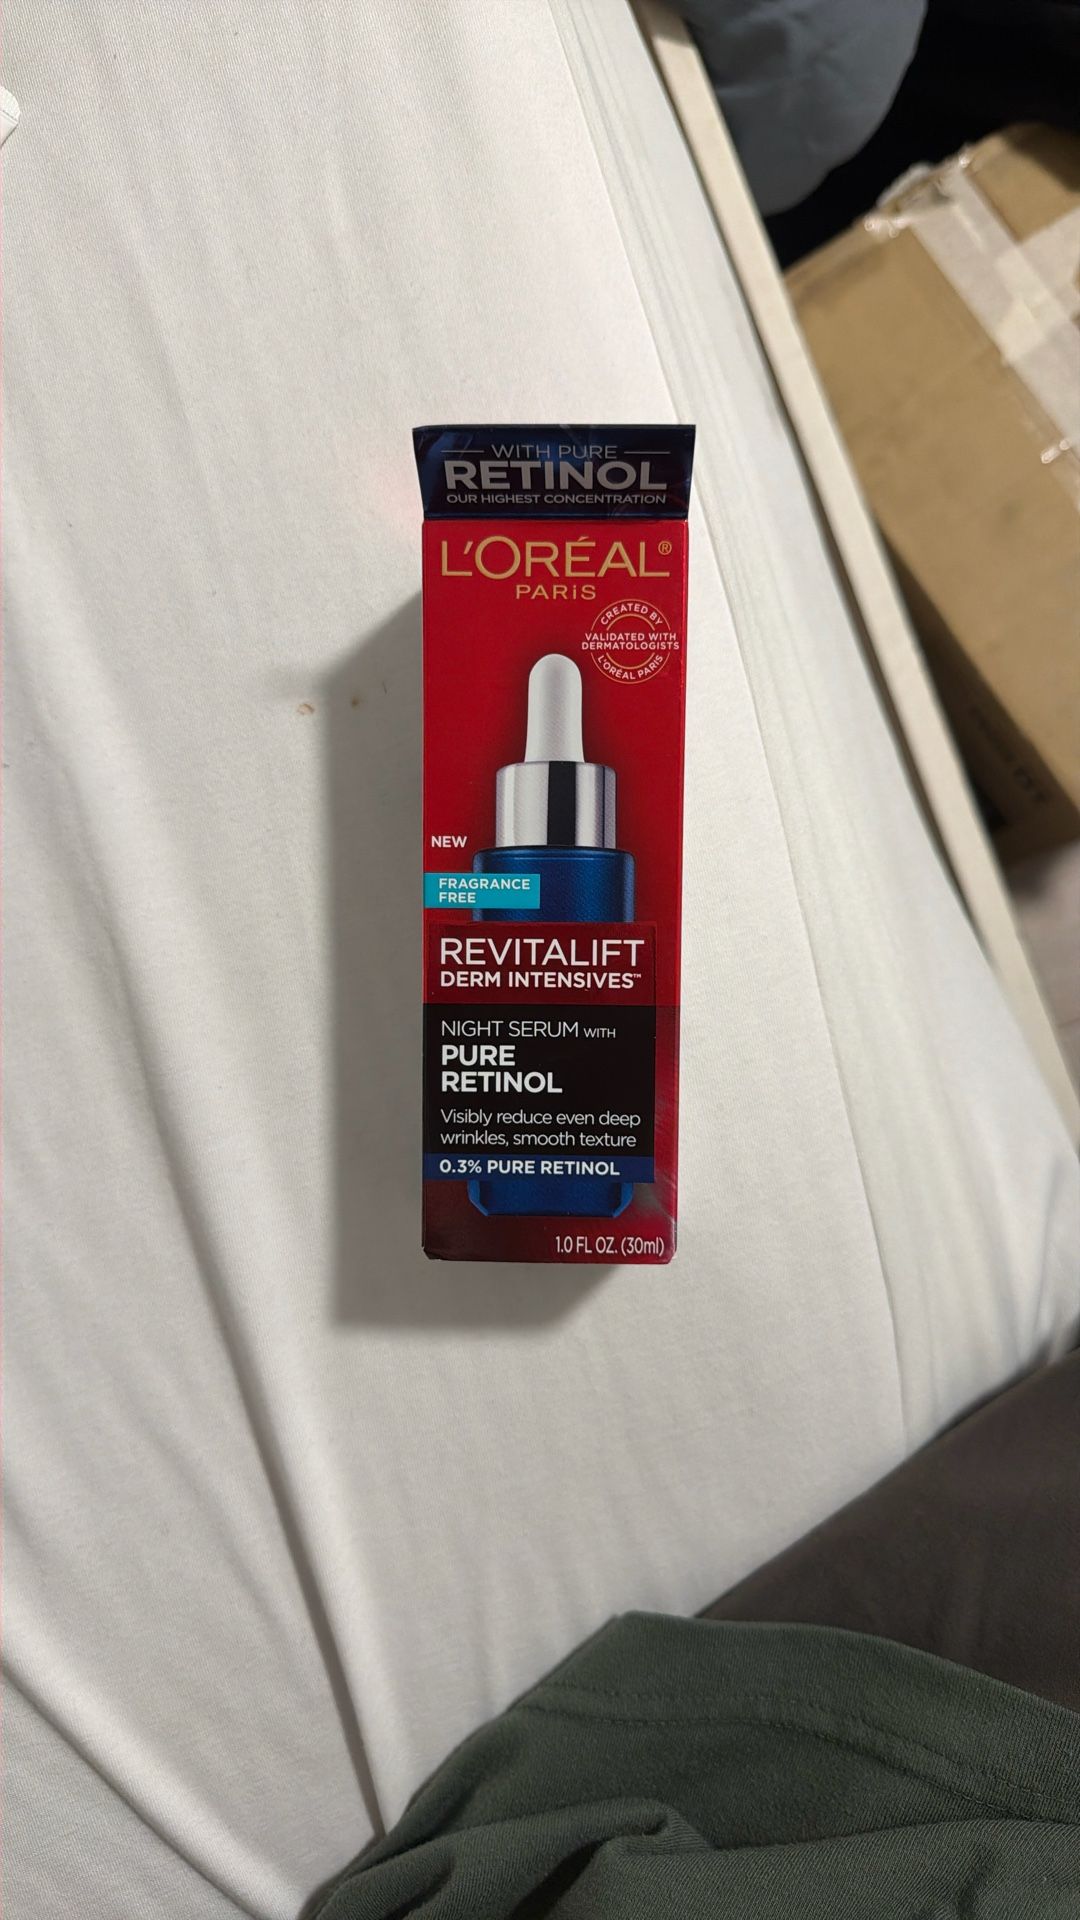 WITH PURE
RETINOL
OUR HIGHEST CONCENTRATION
L'ORÉAL®
PARiS
CREATED BY
VALIDATED WITH
DERMATOLOGISTS
L'ORÉAL PARIS
NEW
FRAGRANCE
FREE
REVITALIFT
DERM INTENSIVES™
NIGHT SERUM WITH
PURE
RETINOL
Visibly reduce even deep
wrinkles, smooth texture
0.3% PURE RETINOL
1.0 FL OZ. (30ml)